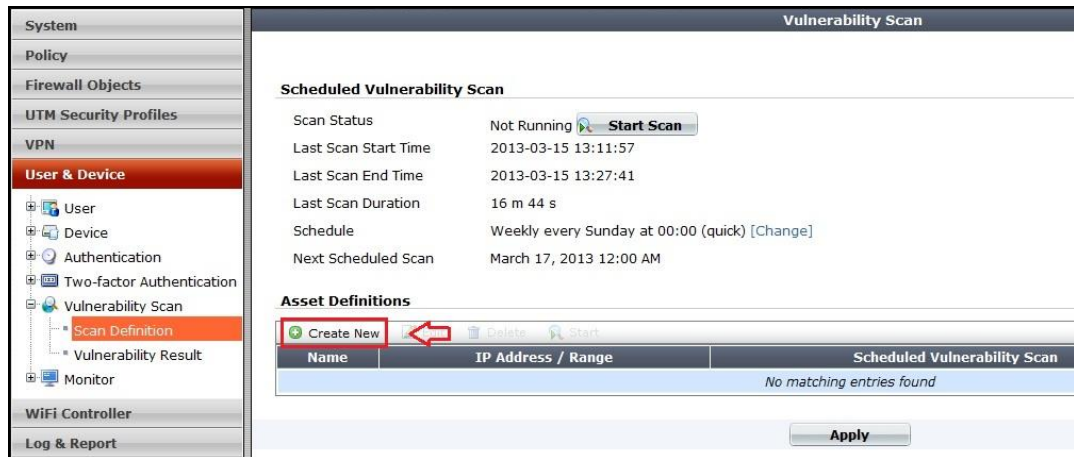 System
Policy
Firewall Objects
UTM Security Profiles
VPN
User & Device
User
Device
Authentication
Two-factor Authentication
Vulnerability Scan
Scan Definition
Vulnerability Result
Monitor
WiFi Controller
Log & Report
Vulnerability Scan
Scheduled Vulnerability Scan
Scan Status Not Running Start Scan
Last Scan Start Time 2013-03-15 13:11:57
Last Scan End Time 2013-03-15 13:27:41
Last Scan Duration 16 m 44 s
Schedule Weekly every Sunday at 00:00 (quick) [Change]
Next Scheduled Scan March 17, 2013 12:00 AM
Asset Definitions
Create New Delete Start
Name IP Address / Range Scheduled Vulnerability Scan
No matching entries found
Apply